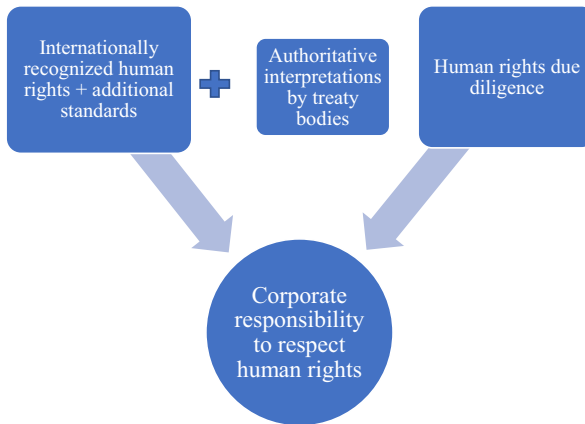 Internationally
recognized human
rights + additional
standards
Authoritative
interpretations
by treaty
bodies
Human rights due
diligence
Corporate
responsibility
to respect
human rights